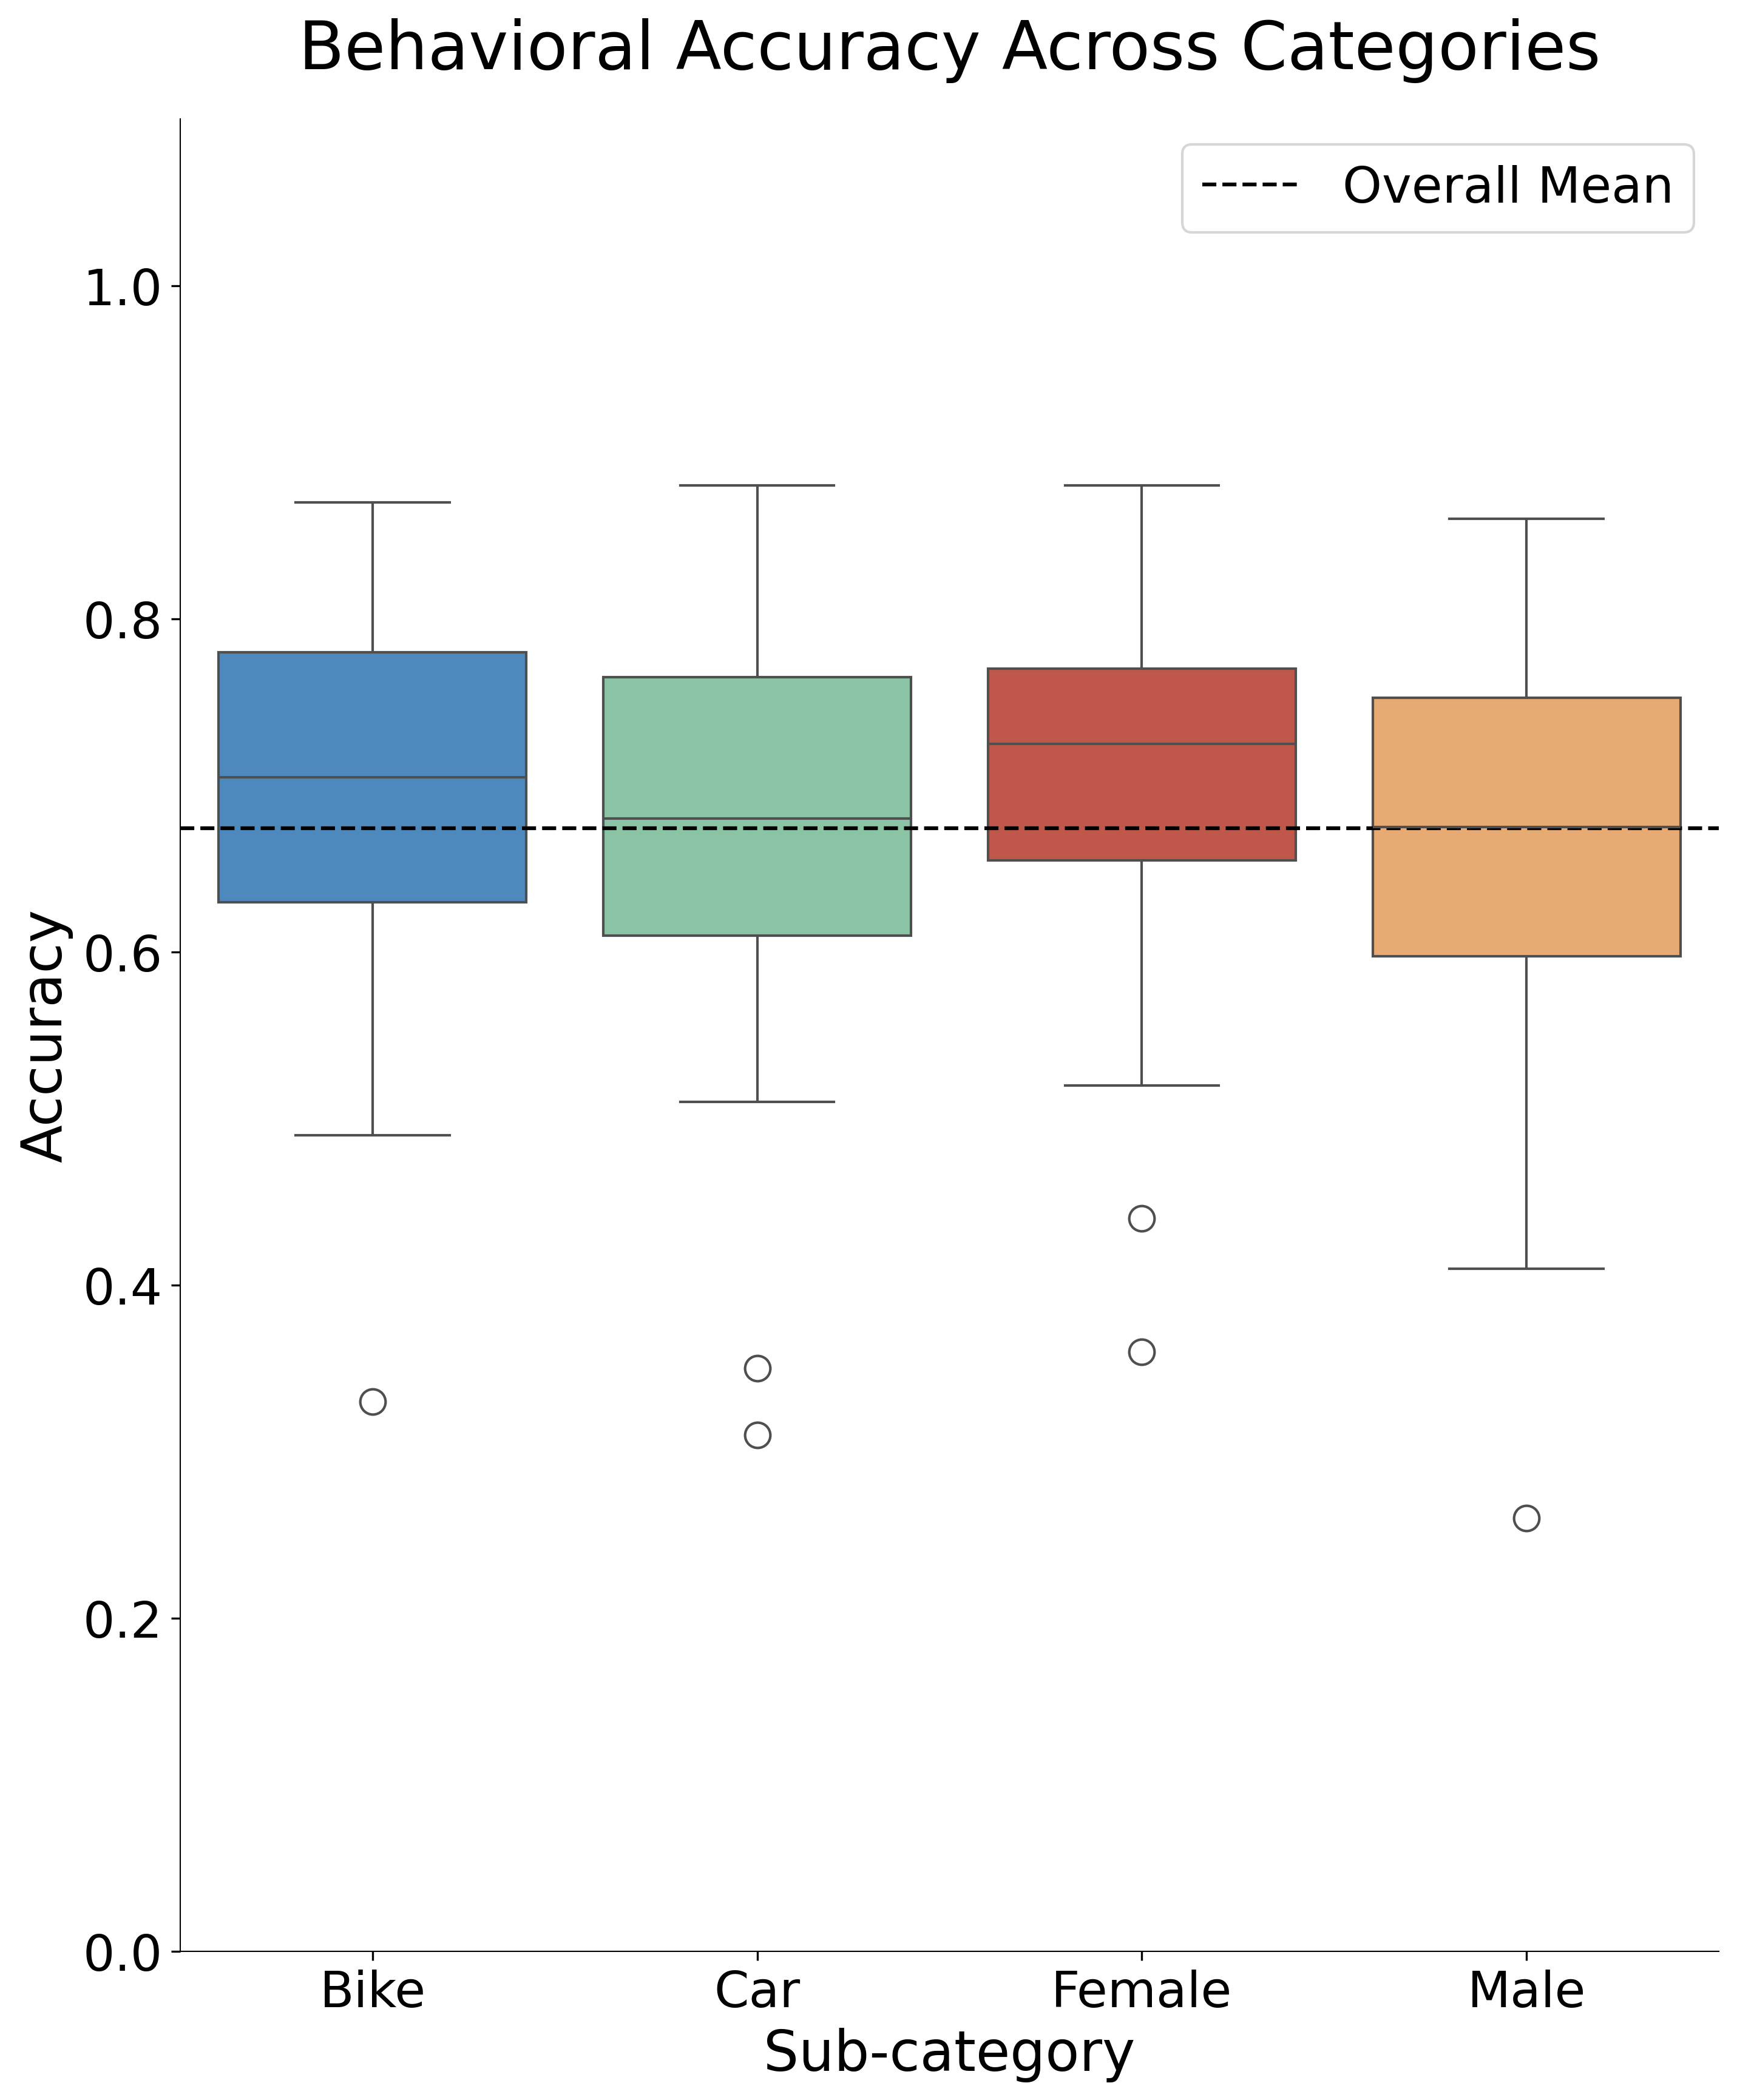 Behavioral Accuracy Across Categories
Overall Mean
1.0
0.8
0.6
0.4
0.2
0.0
Accuracy
Bike Car Female Male
Sub-category